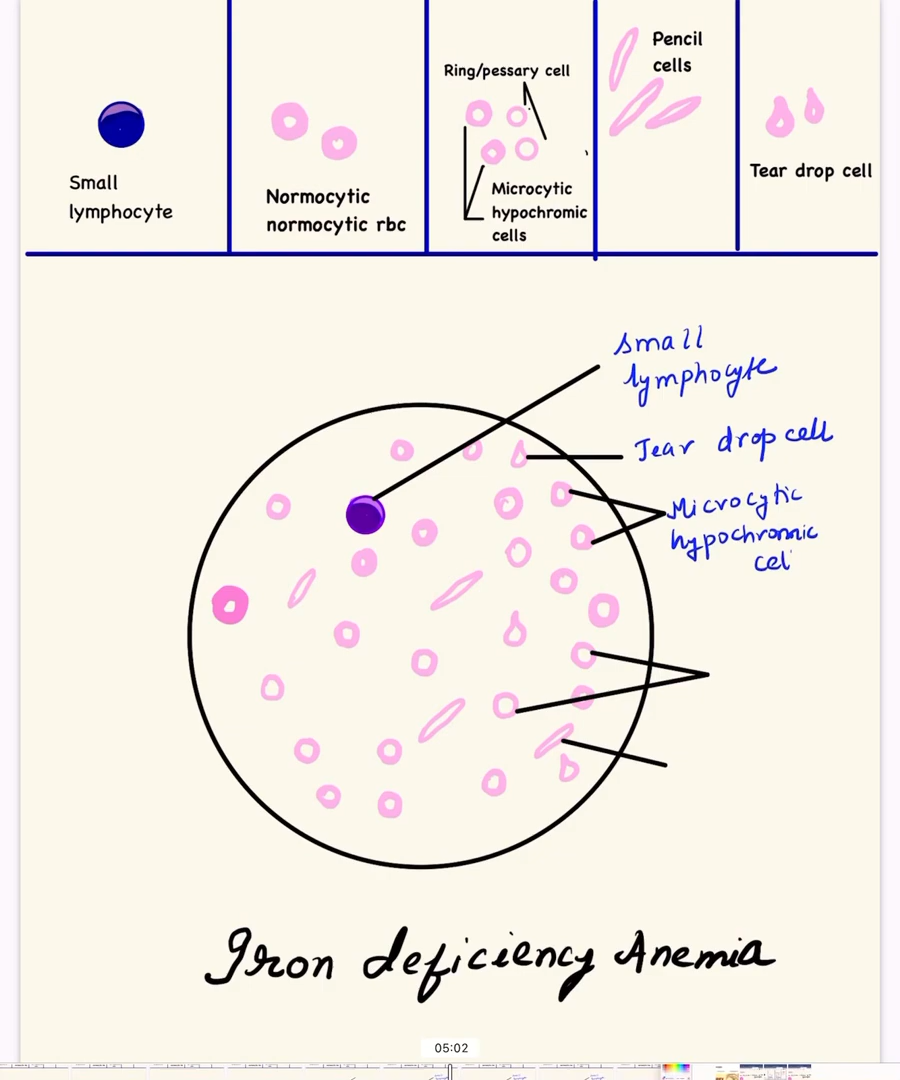 Small
lymphocyte
Normocytic
normocytic rbc
Ring/pessary cell
Microcytic
hypochromic
cells
Pencil
cells
Tear drop cell
Small
lymphocyte
Tear drop cell
Microcytic
hypochromic
cel
Iron deficiency Anemia
05:02